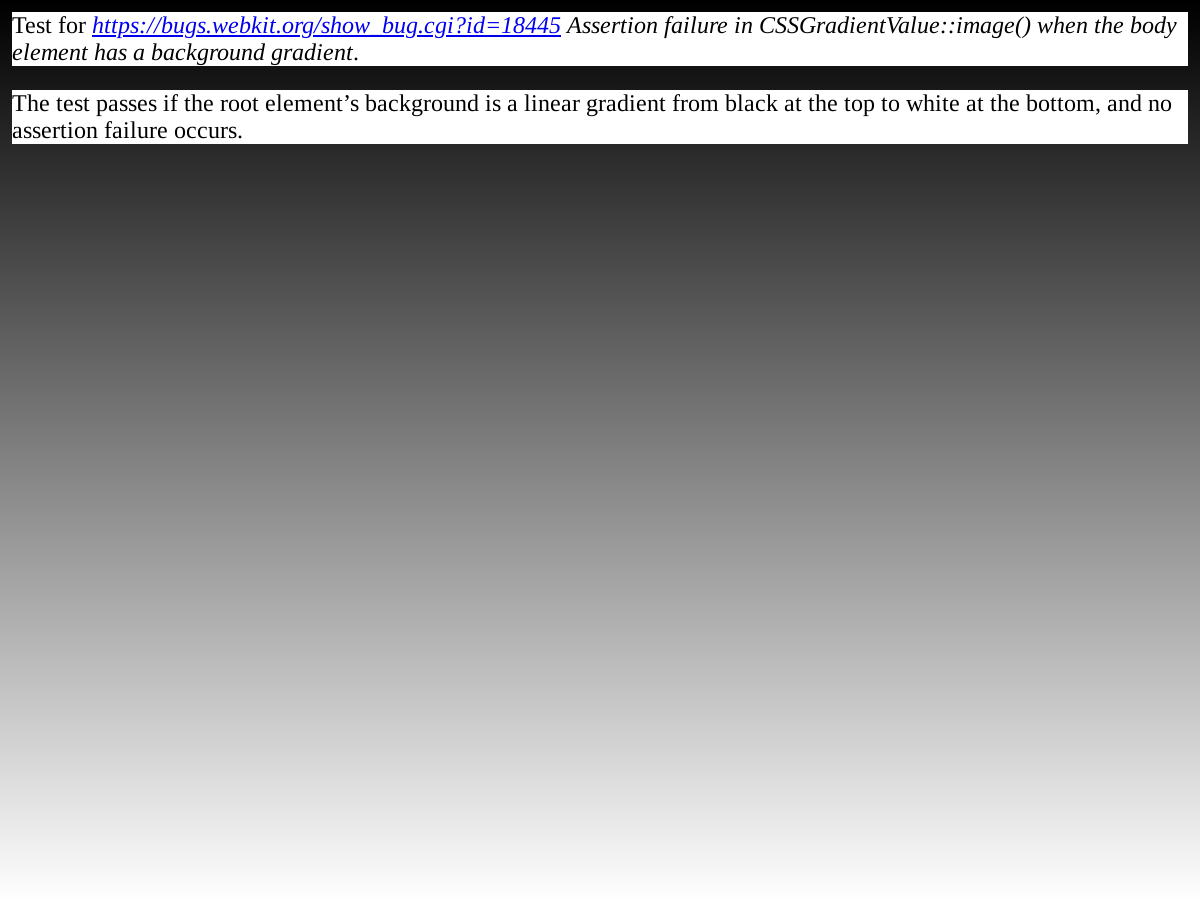 Test for https://bugs.webkit.org/show_bug.cgi?id=18445 Assertion failure in CSSGradientValue::image() when the body
element has a background gradient.
The test passes if the root element’s background is a linear gradient from black at the top to white at the bottom, and no
assertion failure occurs.